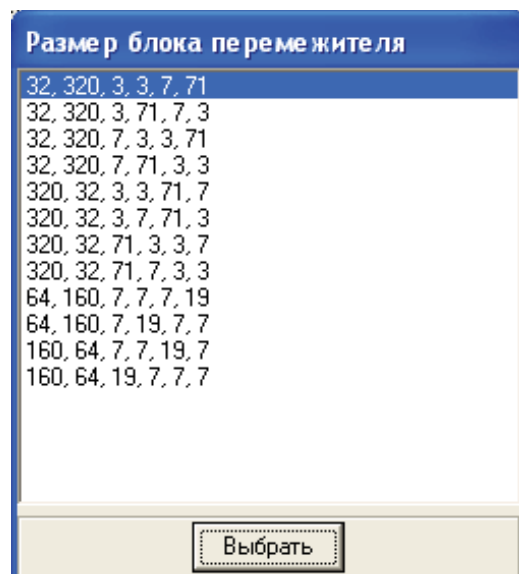 Размер блока перемежителя
32, 320, 3, 3, 7, 71
32, 320, 3, 71, 7, 3
32, 320, 7, 3, 3, 71
32, 320, 7, 71, 3, 3
320, 32, 3, 3, 71, 7
320, 32, 3, 7, 71, 3
320, 32, 71, 3, 3, 7
320, 32, 71, 7, 3, 3
64, 160, 7, 7, 7, 19
64, 160, 7, 19, 7, 7
160, 64, 7, 7, 19, 7
160, 64, 19, 7, 7, 7
Выбрать